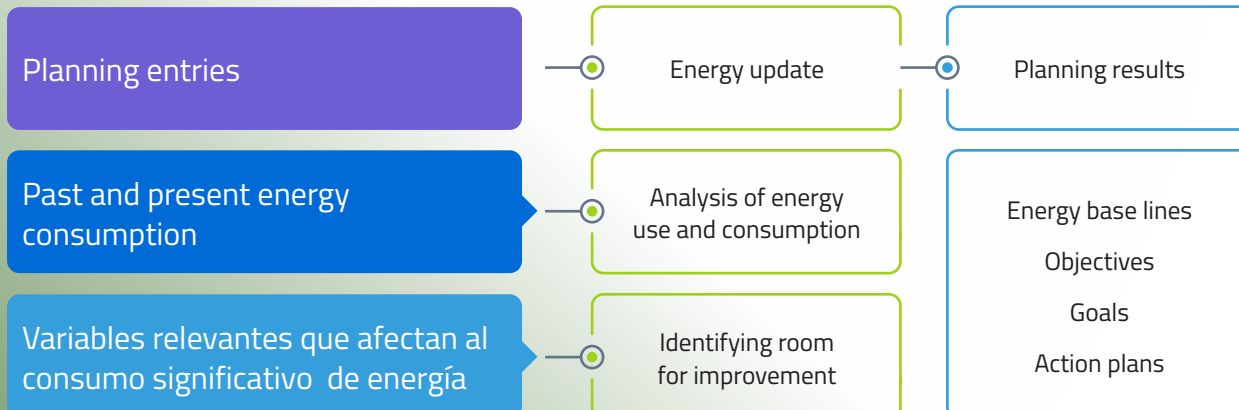 Planning entries
Energy update
Planning results
Past and present energy
consumption
Analysis of energy
use and consumption
Energy base lines
Objectives
Goals
Action plans
Variables relevantes que afectan al
consumo significativo de energía
Identifying room
for improvement